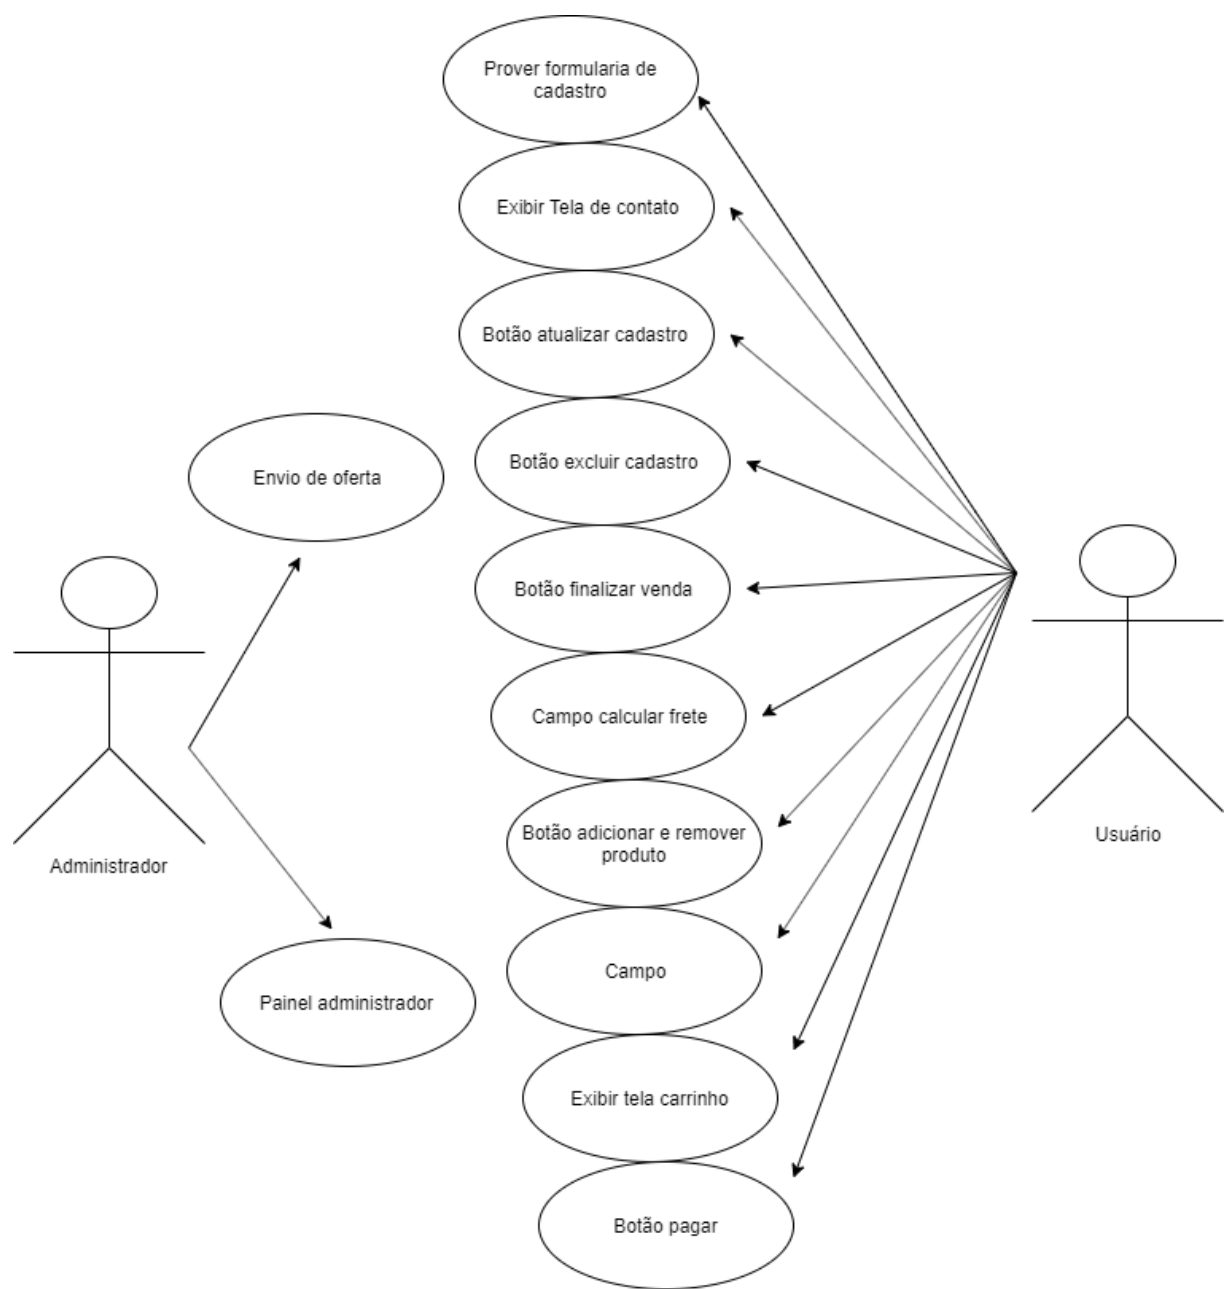 Prover formularia de
cadastro
Exibir Tela de contato
Botão atualizar cadastro
Botão excluir cadastro
Envio de oferta
Botão finalizar venda
Campo calcular frete
Botão adicionar e remover
produto
Usuário
Administrador
Campo
Painel administrador
Exibir tela carrinho
Botão pagar